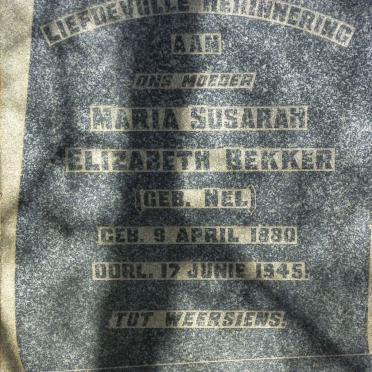 LIEFDEVOLLE HERINNERING
AAN
ONS MOEDER
MARIA SUSARAH
ELIZABETH BEKKER
(GEB. NEL)
GEB. 9 APRIL 1880
OORL. 17 JUNIE 1945.
TOT WEERSIENS.